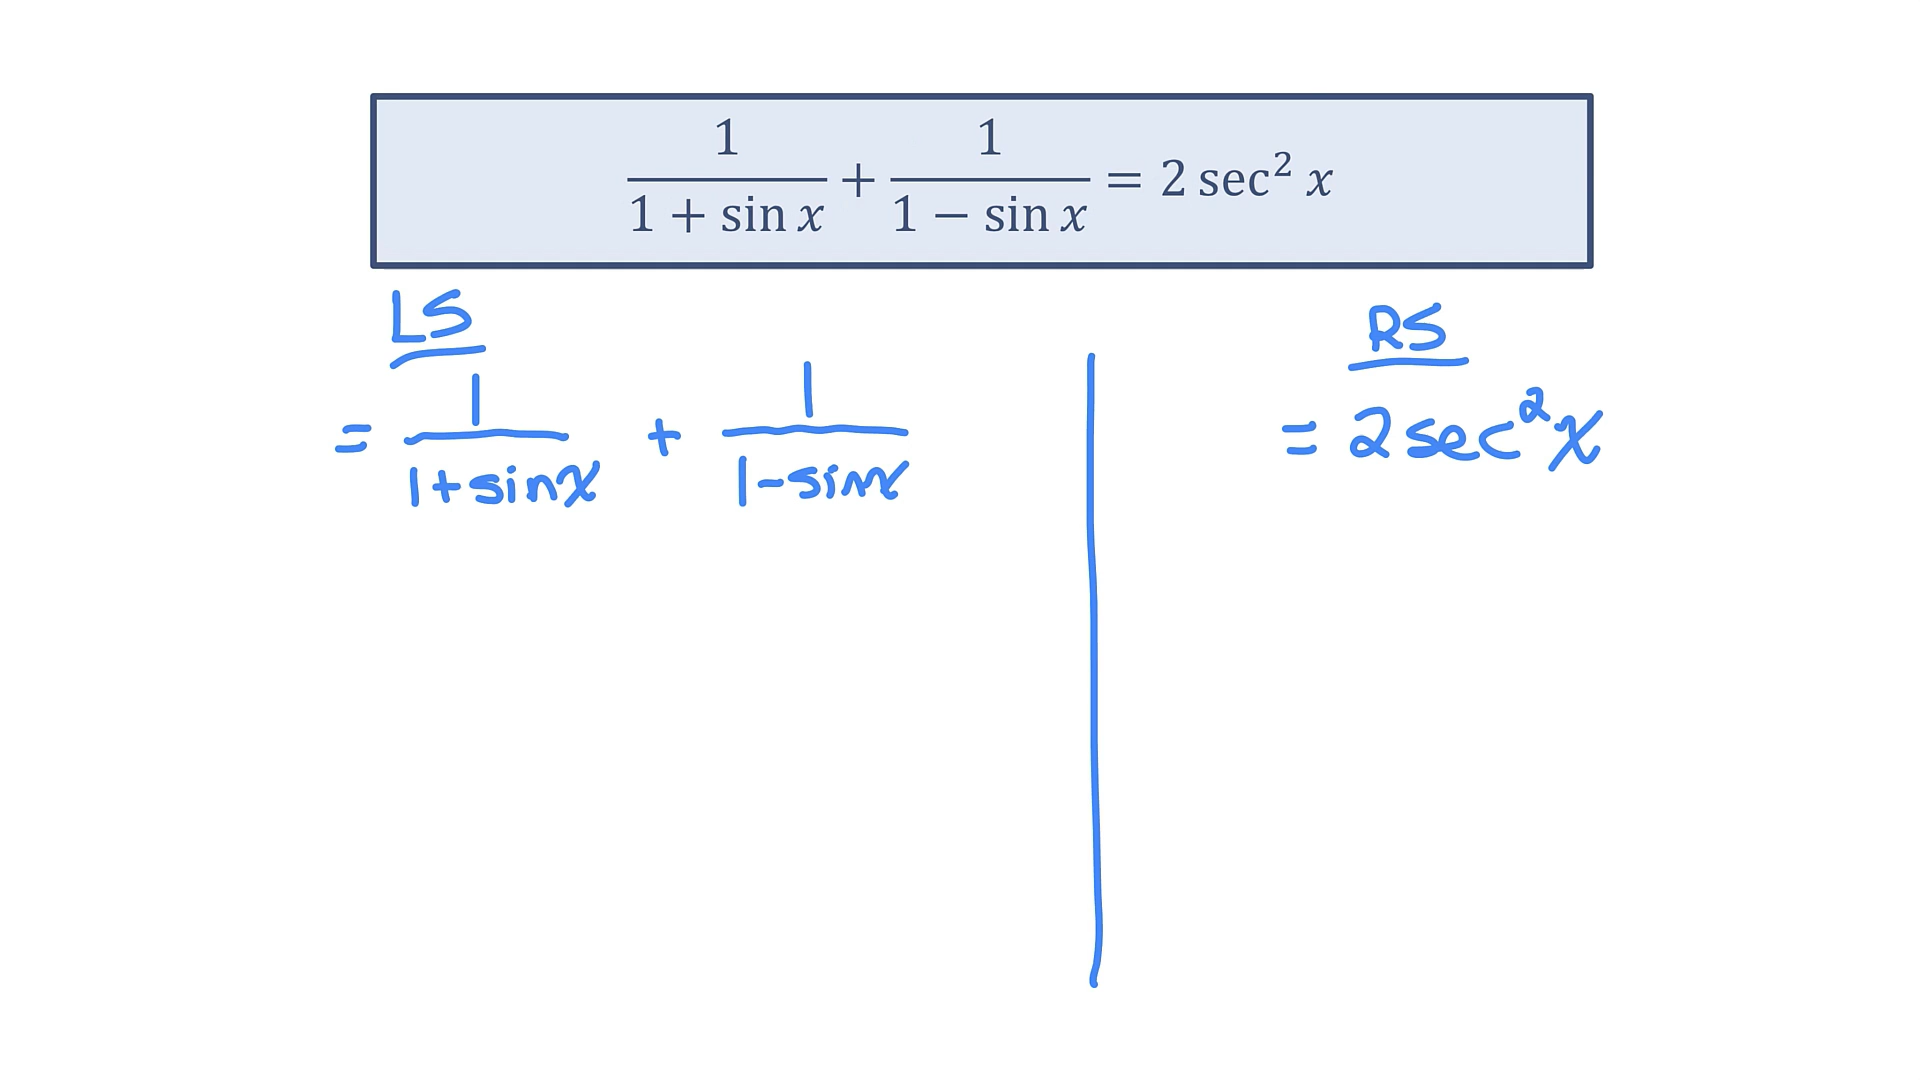 1/(1 + sin x) + 1/(1 − sin x) = 2 sec² x
LS
= 1/(1+sinx) + 1/(1-sinx)
RS
= 2sec²x